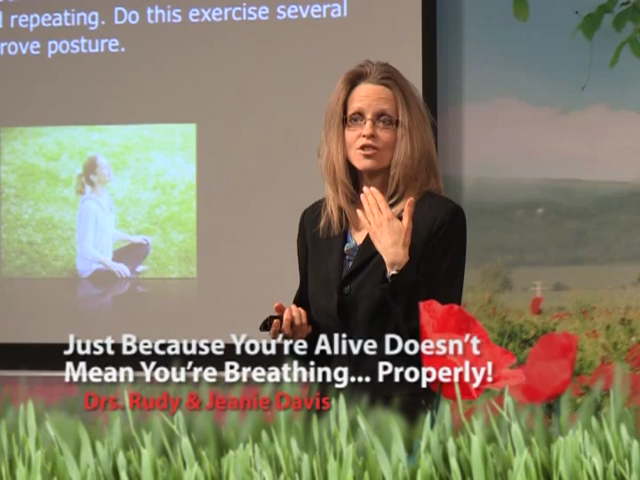 repeating. Do this exercise several
rove posture.
Just Because You're Alive Doesn't
Mean You're Breathing... Properly!
Drs. Rudy & Jeanie Davis